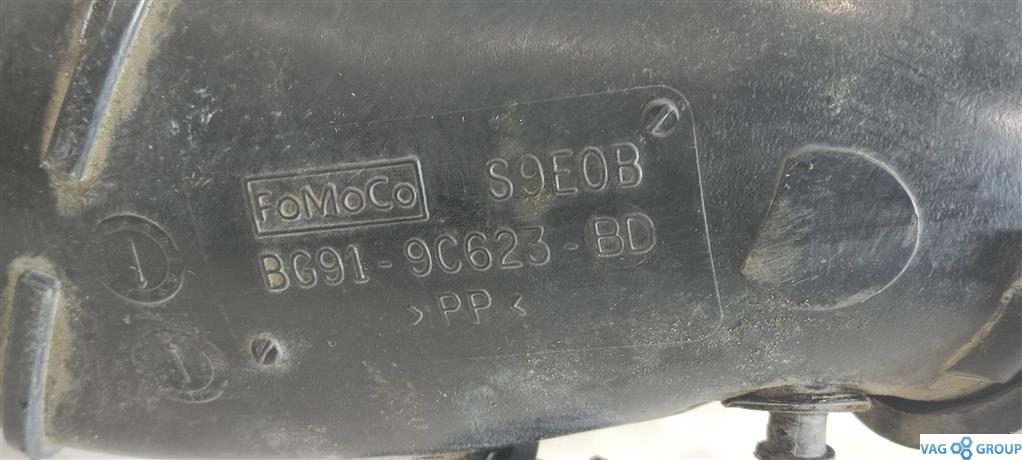 FoMoCo S9E0B
BG91-9C623-BD
>PP<
VAG GROUP